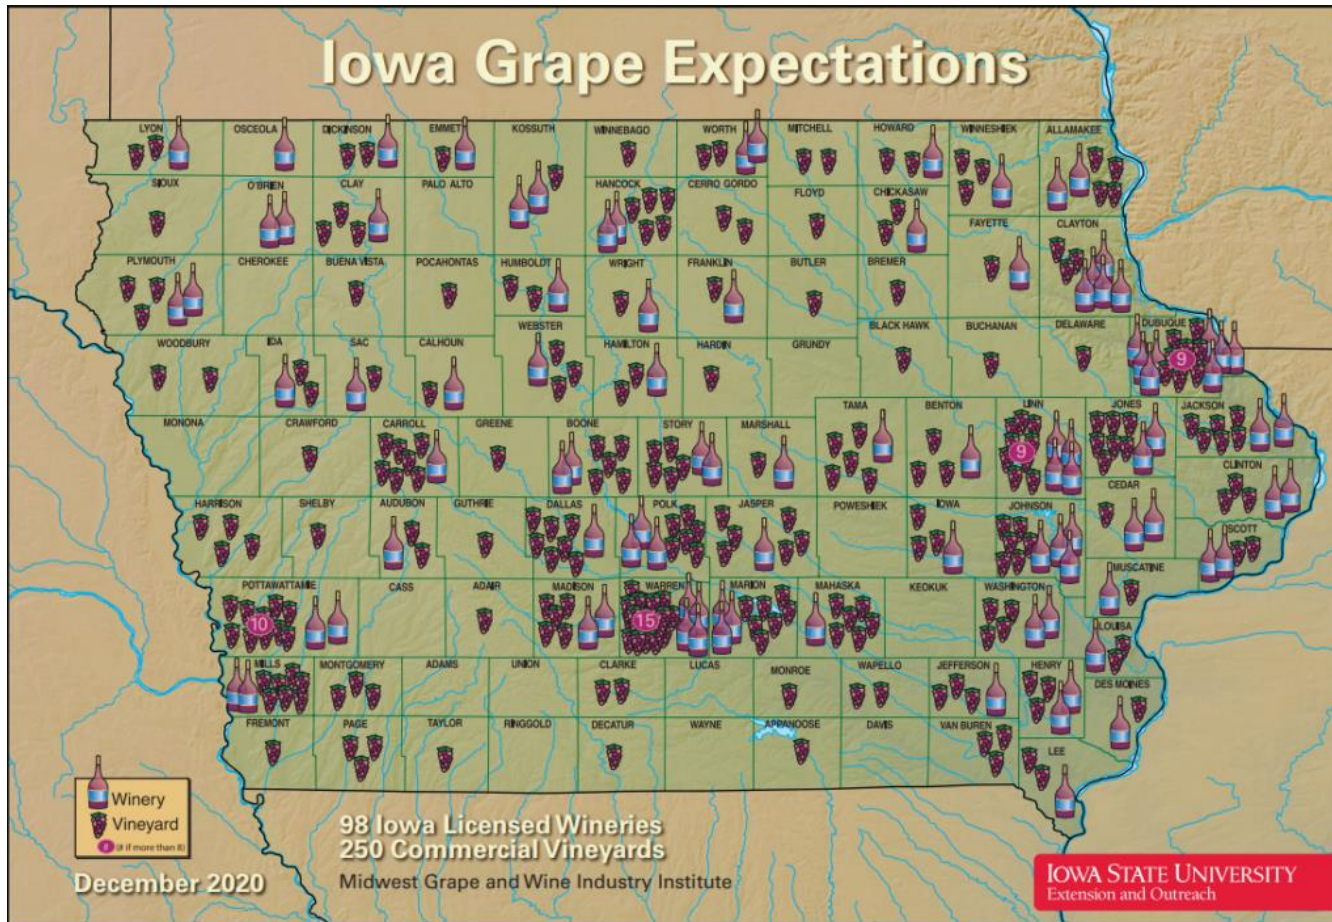 Iowa Grape Expectations
LYON OSCEOLA DICKINSON EMMET KOSSUTH WINNEBAGO WORTH MITCHELL HOWARD WINNESHIEK ALLAMAKEE
SIOUX O'BRIEN CLAY PALO ALTO HANCOCK CERRO GORDO FLOYD CHICKASAW
FAYETTE CLAYTON
PLYMOUTH CHEROKEE BUENA VISTA POCAHONTAS HUMBOLDT WRIGHT FRANKLIN BUTLER BREMER
WEBSTER BLACK HAWK BUCHANAN DELAWARE DUBUQUE
WOODBURY IDA SAC CALHOUN HAMILTON HARDIN GRUNDY
9
MONONA CRAWFORD CARROLL GREENE BOONE STORY MARSHALL TAMA BENTON LINN JONES JACKSON
9
CLINTON
CEDAR
HARRISON SHELBY AUDUBON GUTHRIE DALLAS POLK JASPER POWESHIEK IOWA JOHNSON
SCOTT
MUSCATINE
POTTAWATTAMIE CASS ADAIR MADISON WARREN MARION MAHASKA KEOKUK WASHINGTON
10
15
LOUISA
MILLS MONTGOMERY ADAMS UNION CLARKE LUCAS MONROE WAPELLO JEFFERSON HENRY
DES MOINES
FREMONT PAGE TAYLOR RINGGOLD DECATUR WAYNE APPANOOSE DAVIS VAN BUREN
LEE
Winery
Vineyard
# (# if more than 8)
98 Iowa Licensed Wineries
250 Commercial Vineyards
December 2020
Midwest Grape and Wine Industry Institute
IOWA STATE UNIVERSITY
Extension and Outreach